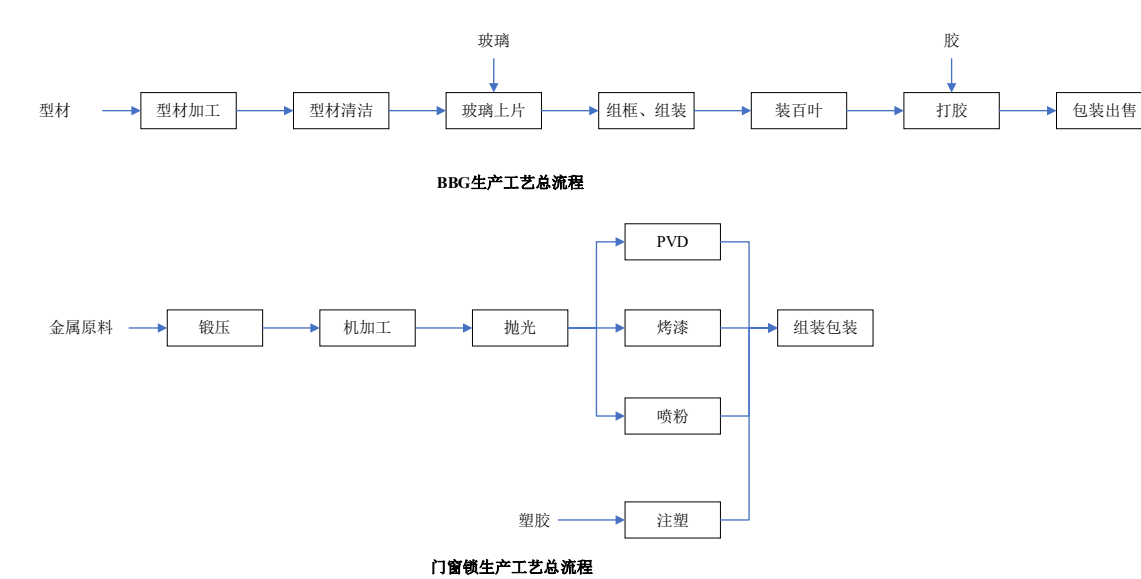 玻璃
胶
型材
型材加工
型材清洁
玻璃上片
组框、组装
装百叶
打胶
包装出售
BBG生产工艺总流程
PVD
金属原料
锻压
机加工
抛光
烤漆
组装包装
喷粉
塑胶
注塑
门窗锁生产工艺总流程